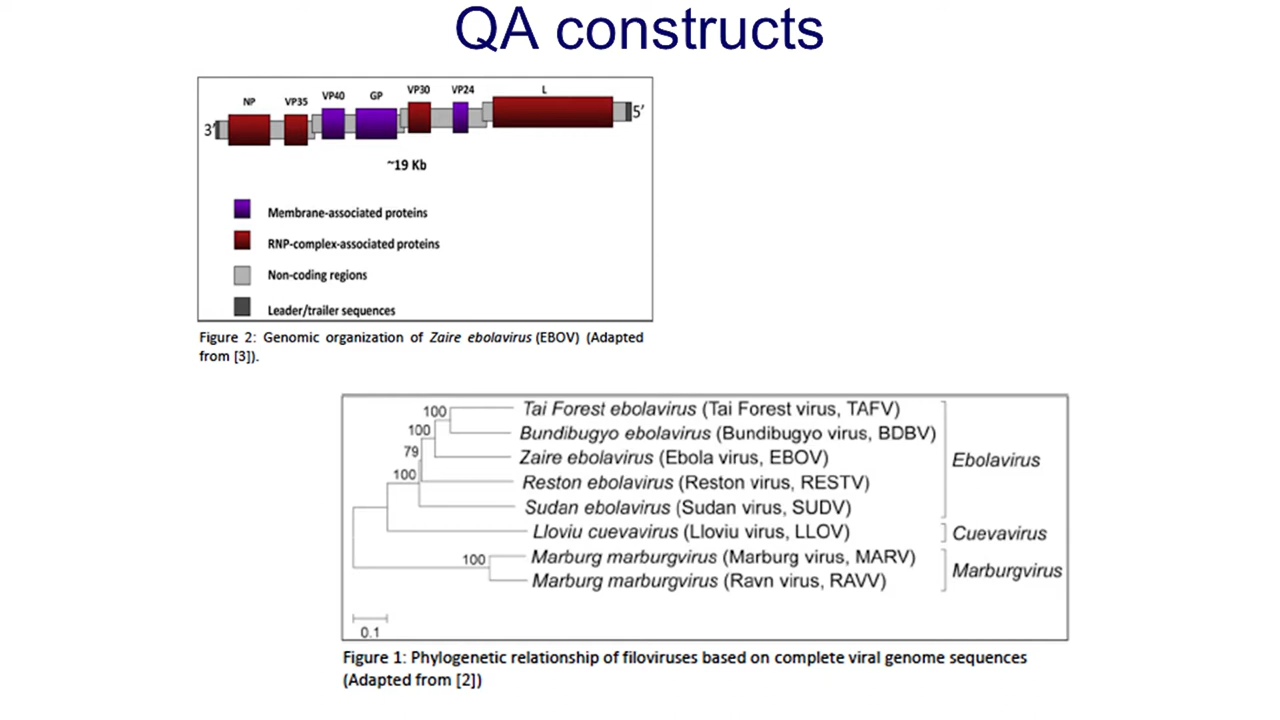 QA constructs
NP VP35 VP40 GP VP30 VP24 L
3′ 5′
~19 Kb
Membrane-associated proteins
RNP-complex-associated proteins
Non-coding regions
Leader/trailer sequences
Figure 2: Genomic organization of Zaire ebolavirus (EBOV) (Adapted
from [3]).
100 Tai Forest ebolavirus (Tai Forest virus, TAFV)
100 Bundibugyo ebolavirus (Bundibugyo virus, BDBV)
79 Zaire ebolavirus (Ebola virus, EBOV)
Ebolavirus
100 Reston ebolavirus (Reston virus, RESTV)
Sudan ebolavirus (Sudan virus, SUDV)
Lloviu cuevavirus (Lloviu virus, LLOV) Cuevavirus
100 Marburg marburgvirus (Marburg virus, MARV)
Marburgvirus
Marburg marburgvirus (Ravn virus, RAVV)
0.1
Figure 1: Phylogenetic relationship of filoviruses based on complete viral genome sequences
(Adapted from [2])